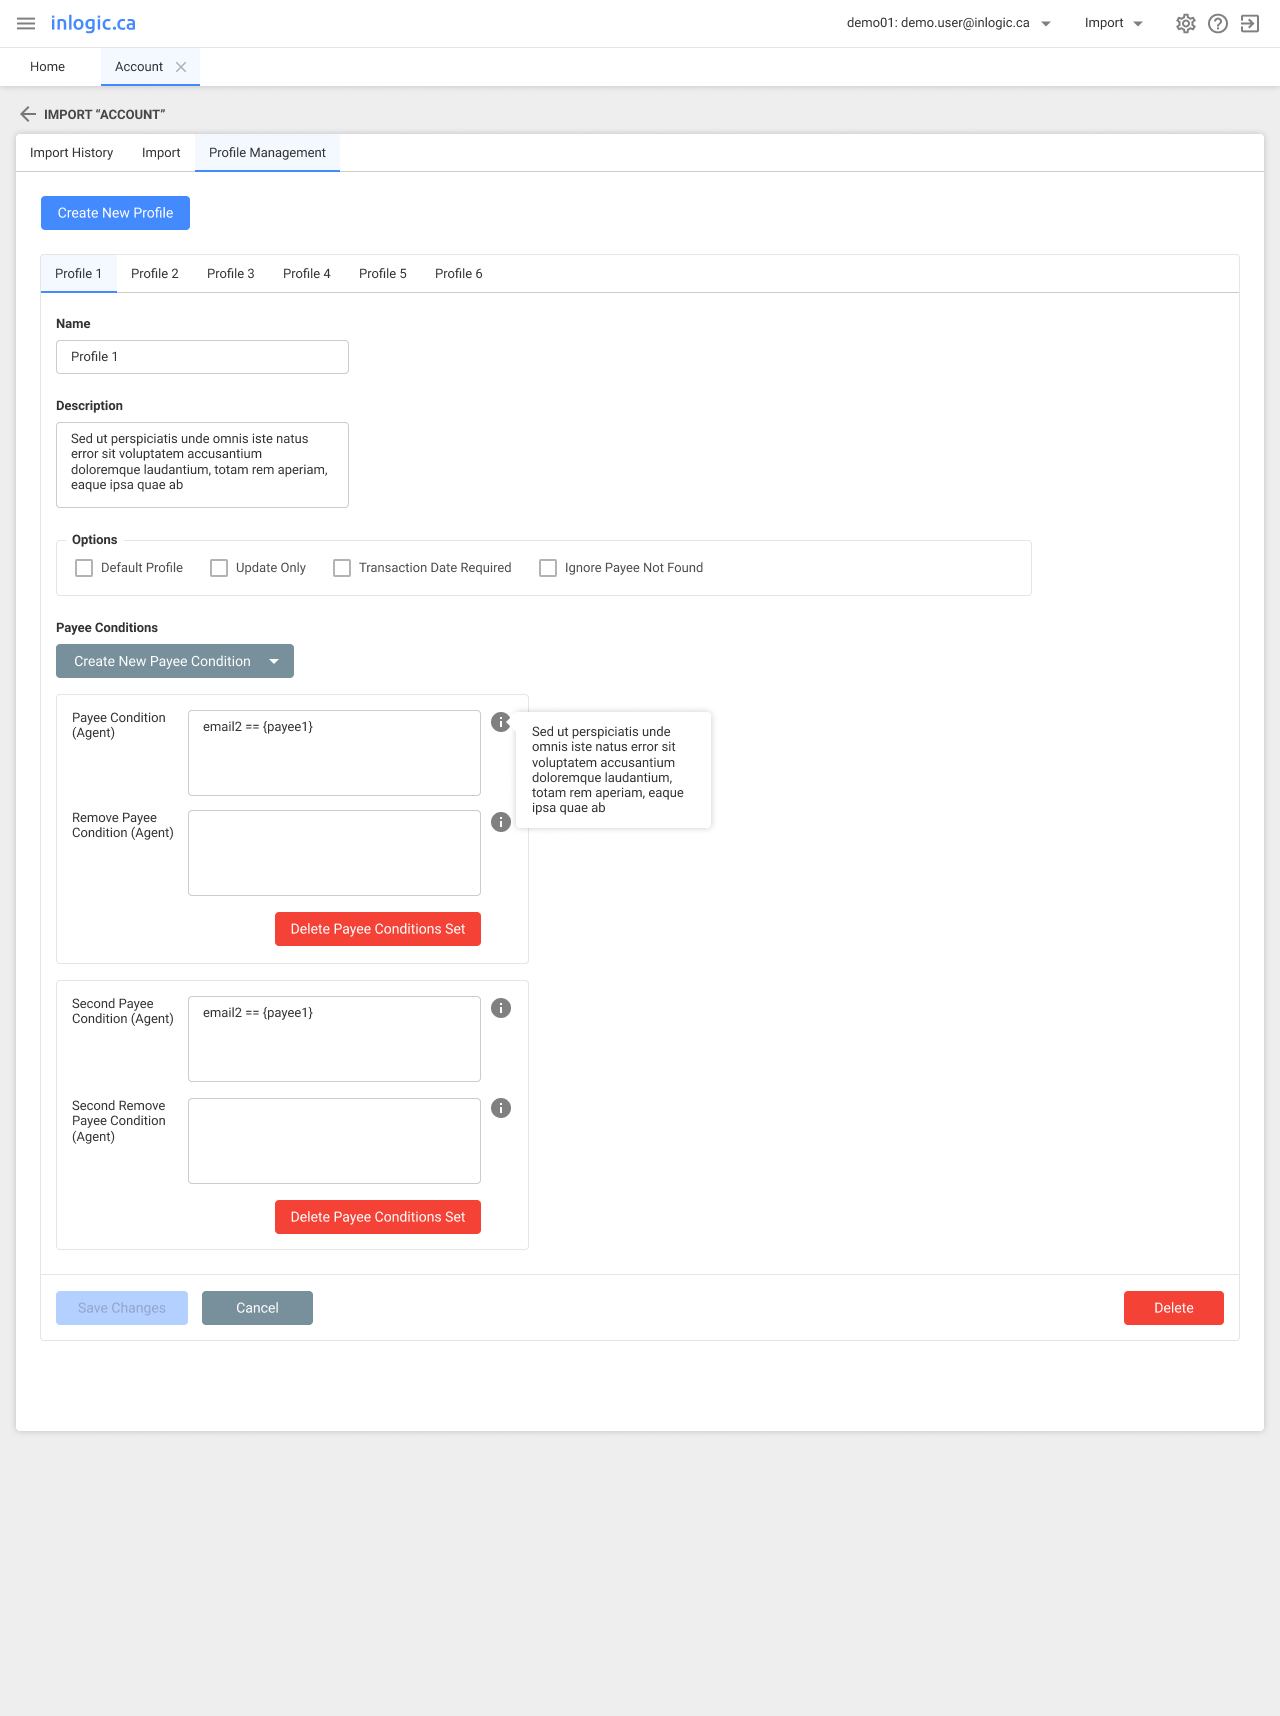 inlogic.ca
demo01: demo.user@inlogic.ca
Import
Home
Account
IMPORT “ACCOUNT”
Import History
Import
Profile Management
Create New Profile
Profile 1
Profile 2
Profile 3
Profile 4
Profile 5
Profile 6
Name
Profile 1
Description
Sed ut perspiciatis unde omnis iste natus
error sit voluptatem accusantium
doloremque laudantium, totam rem aperiam,
eaque ipsa quae ab
Options
Default Profile
Update Only
Transaction Date Required
Ignore Payee Not Found
Payee Conditions
Create New Payee Condition
Payee Condition
(Agent)
email2 == {payee1}
Sed ut perspiciatis unde
omnis iste natus error sit
voluptatem accusantium
doloremque laudantium,
totam rem aperiam, eaque
ipsa quae ab
Remove Payee
Condition (Agent)
Delete Payee Conditions Set
Second Payee
Condition (Agent)
email2 == {payee1}
Second Remove
Payee Condition
(Agent)
Delete Payee Conditions Set
Save Changes
Cancel
Delete